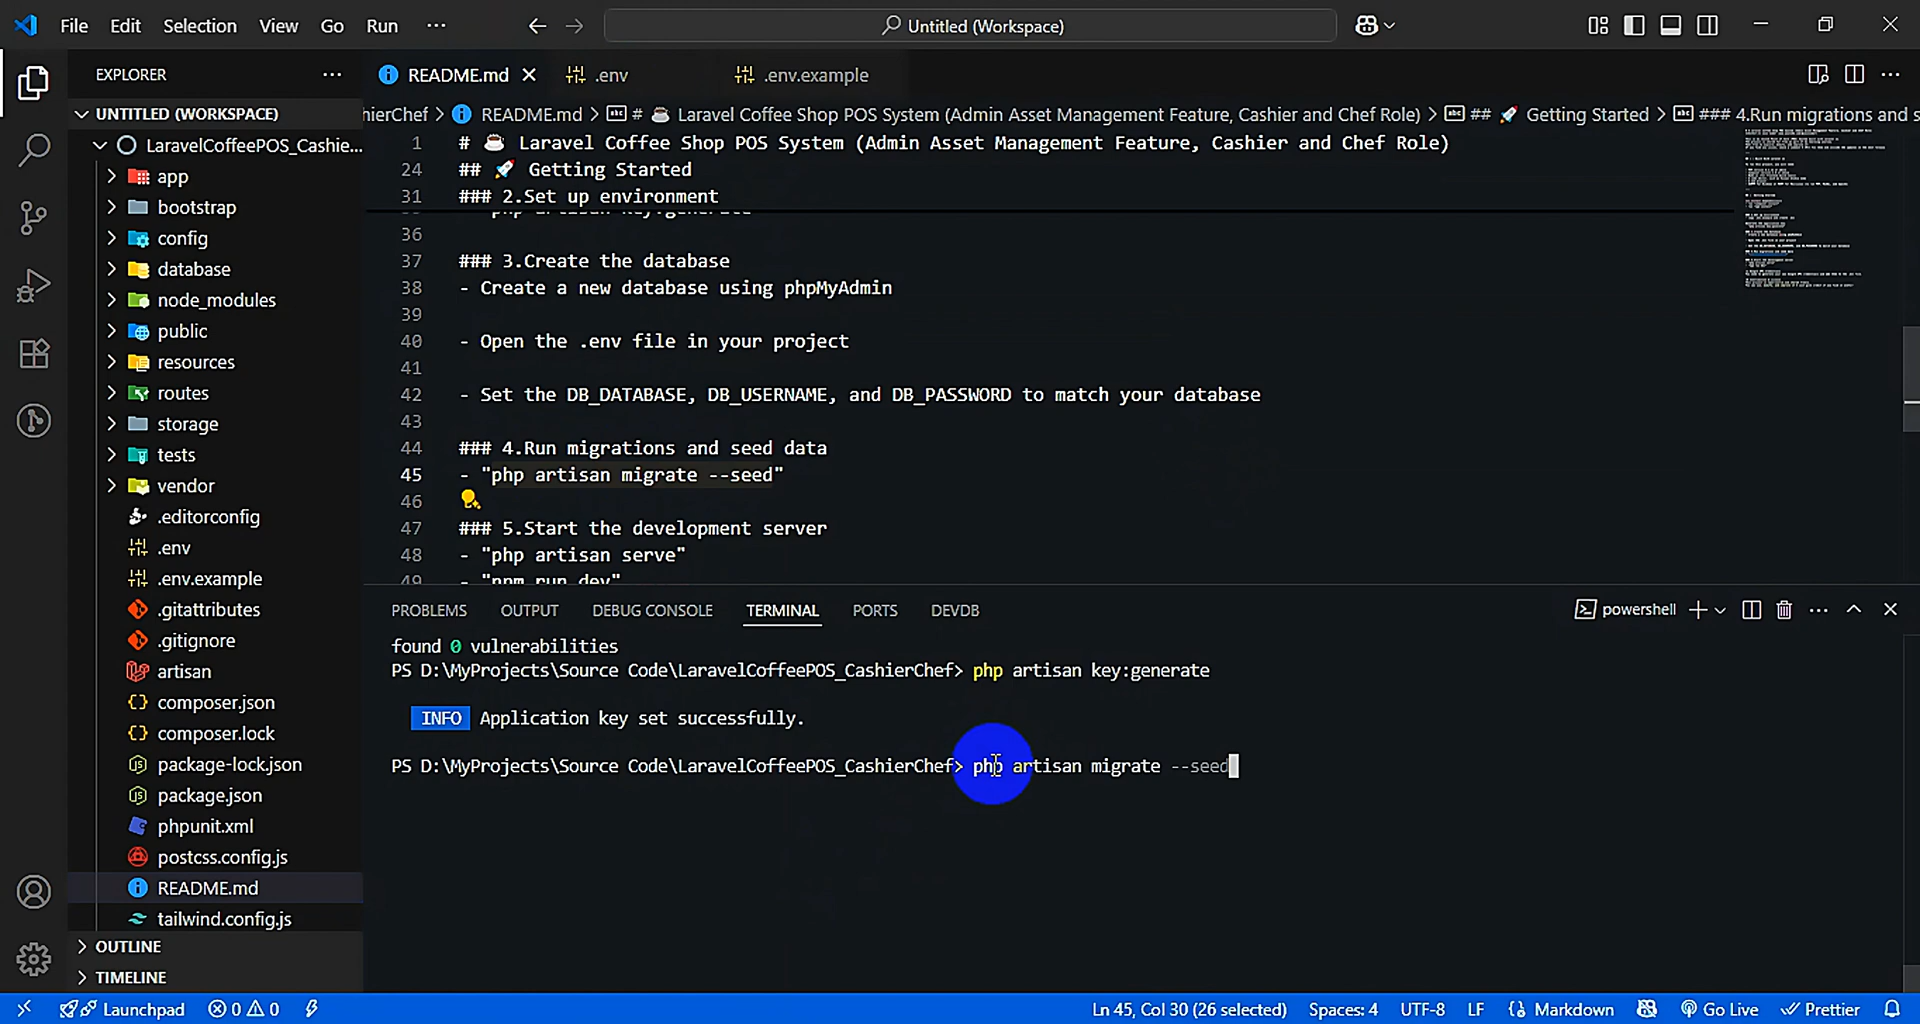 File Edit Selection View Go Run ··· Untitled (Workspace)
EXPLORER ···
README.md .env .env.example
UNTITLED (WORKSPACE)
LaravelCoffeePOS_Cashie...
app
bootstrap
config
database
node_modules
public
resources
routes
storage
tests
vendor
.editorconfig
.env
.env.example
.gitattributes
.gitignore
artisan
composer.json
composer.lock
package-lock.json
package.json
phpunit.xml
postcss.config.js
README.md
tailwind.config.js
OUTLINE
TIMELINE
hierChef > README.md > # ☕ Laravel Coffee Shop POS System (Admin Asset Management Feature, Cashier and Chef Role) > ## 🚀 Getting Started > ### 4.Run migrations and s
1 # ☕ Laravel Coffee Shop POS System (Admin Asset Management Feature, Cashier and Chef Role)
24 ## 🚀 Getting Started
31 ### 2.Set up environment
php artisan key:generate
36
37 ### 3.Create the database
38 - Create a new database using phpMyAdmin
39
40 - Open the .env file in your project
41
42 - Set the DB_DATABASE, DB_USERNAME, and DB_PASSWORD to match your database
43
44 ### 4.Run migrations and seed data
45 - "php artisan migrate --seed"
46
47 ### 5.Start the development server
48 - "php artisan serve"
49 - "npm run dev"
PROBLEMS OUTPUT DEBUG CONSOLE TERMINAL PORTS DEVDB powershell
found 0 vulnerabilities
PS D:\MyProjects\Source Code\LaravelCoffeePOS_CashierChef> php artisan key:generate
INFO Application key set successfully.
PS D:\MyProjects\Source Code\LaravelCoffeePOS_CashierChef> php artisan migrate --seed
Launchpad 0 0 Ln 45, Col 30 (26 selected) Spaces: 4 UTF-8 LF {} Markdown Go Live Prettier